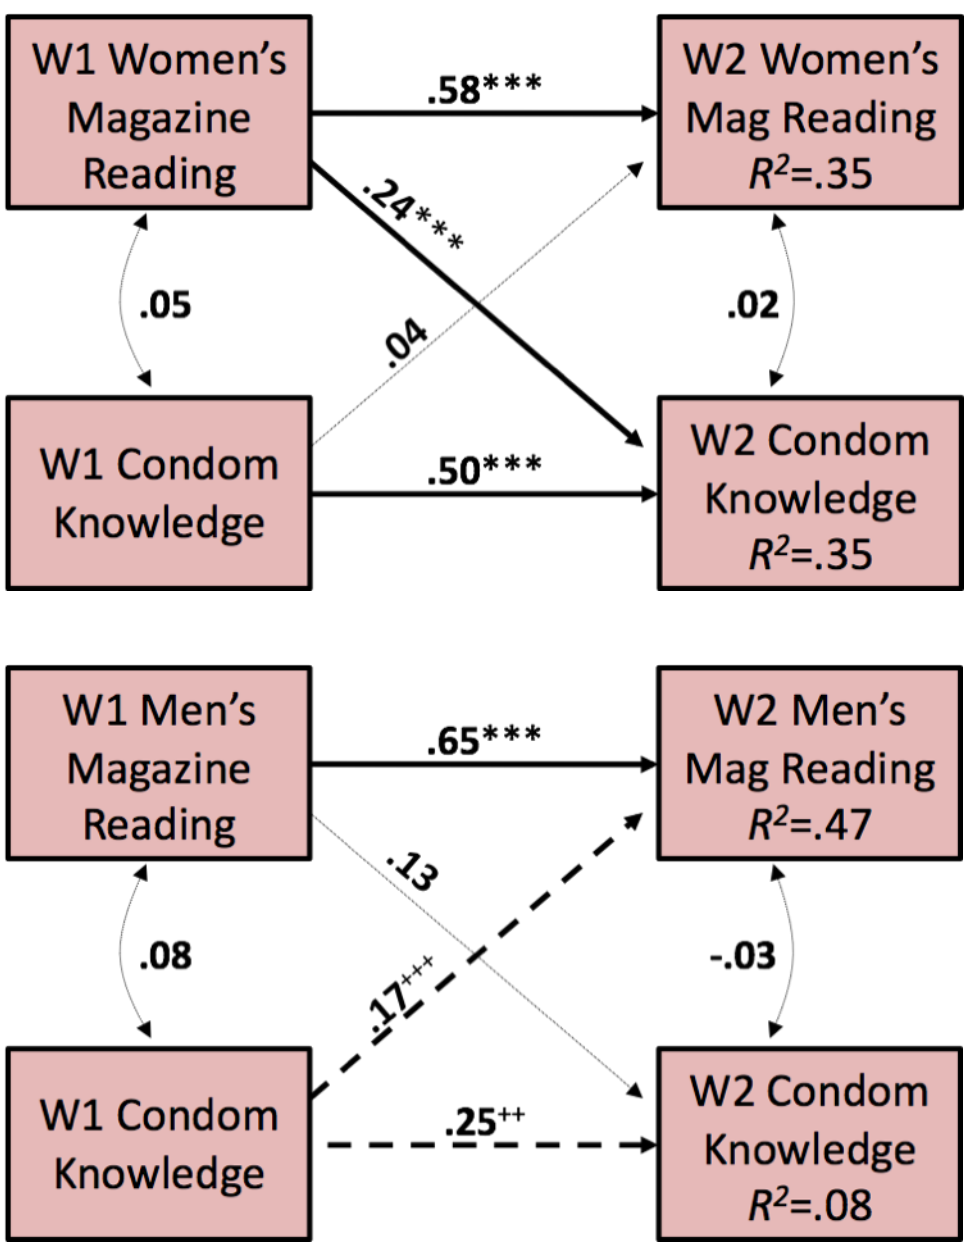 W1 Women's
Magazine
Reading
.58***
W2 Women's
Mag Reading
R²=.35
.24***
.05
.04
.02
W1 Condom
Knowledge
.50***
W2 Condom
Knowledge
R²=.35
W1 Men's
Magazine
Reading
.65***
W2 Men's
Mag Reading
R²=.47
.13
.08
.17+++
-.03
W1 Condom
Knowledge
.25++
W2 Condom
Knowledge
R²=.08